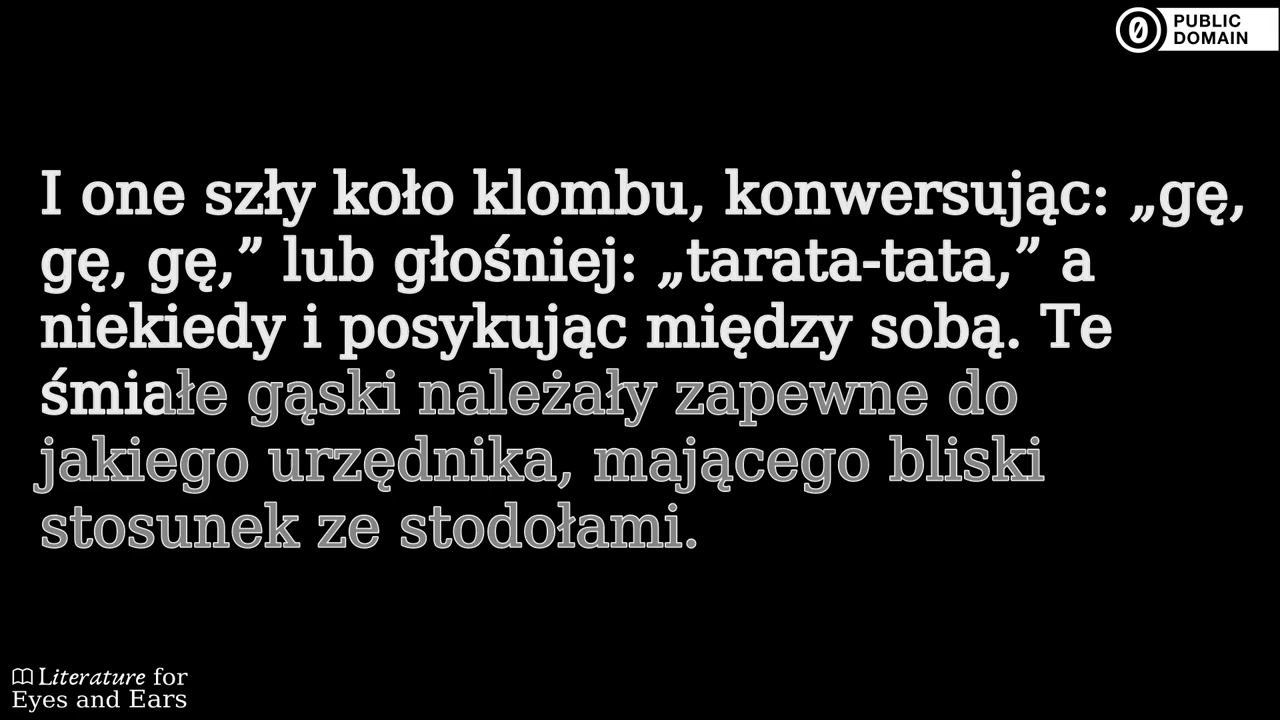 PUBLIC
DOMAIN
I one szły koło klombu, konwersując: „gę,
gę, gę,” lub głośniej: „tarata-tata,” a
niekiedy i posykując między sobą. Te
śmiałe gąski należały zapewne do
jakiego urzędnika, mającego bliski
stosunek ze stodołami.
Literature for
Eyes and Ears